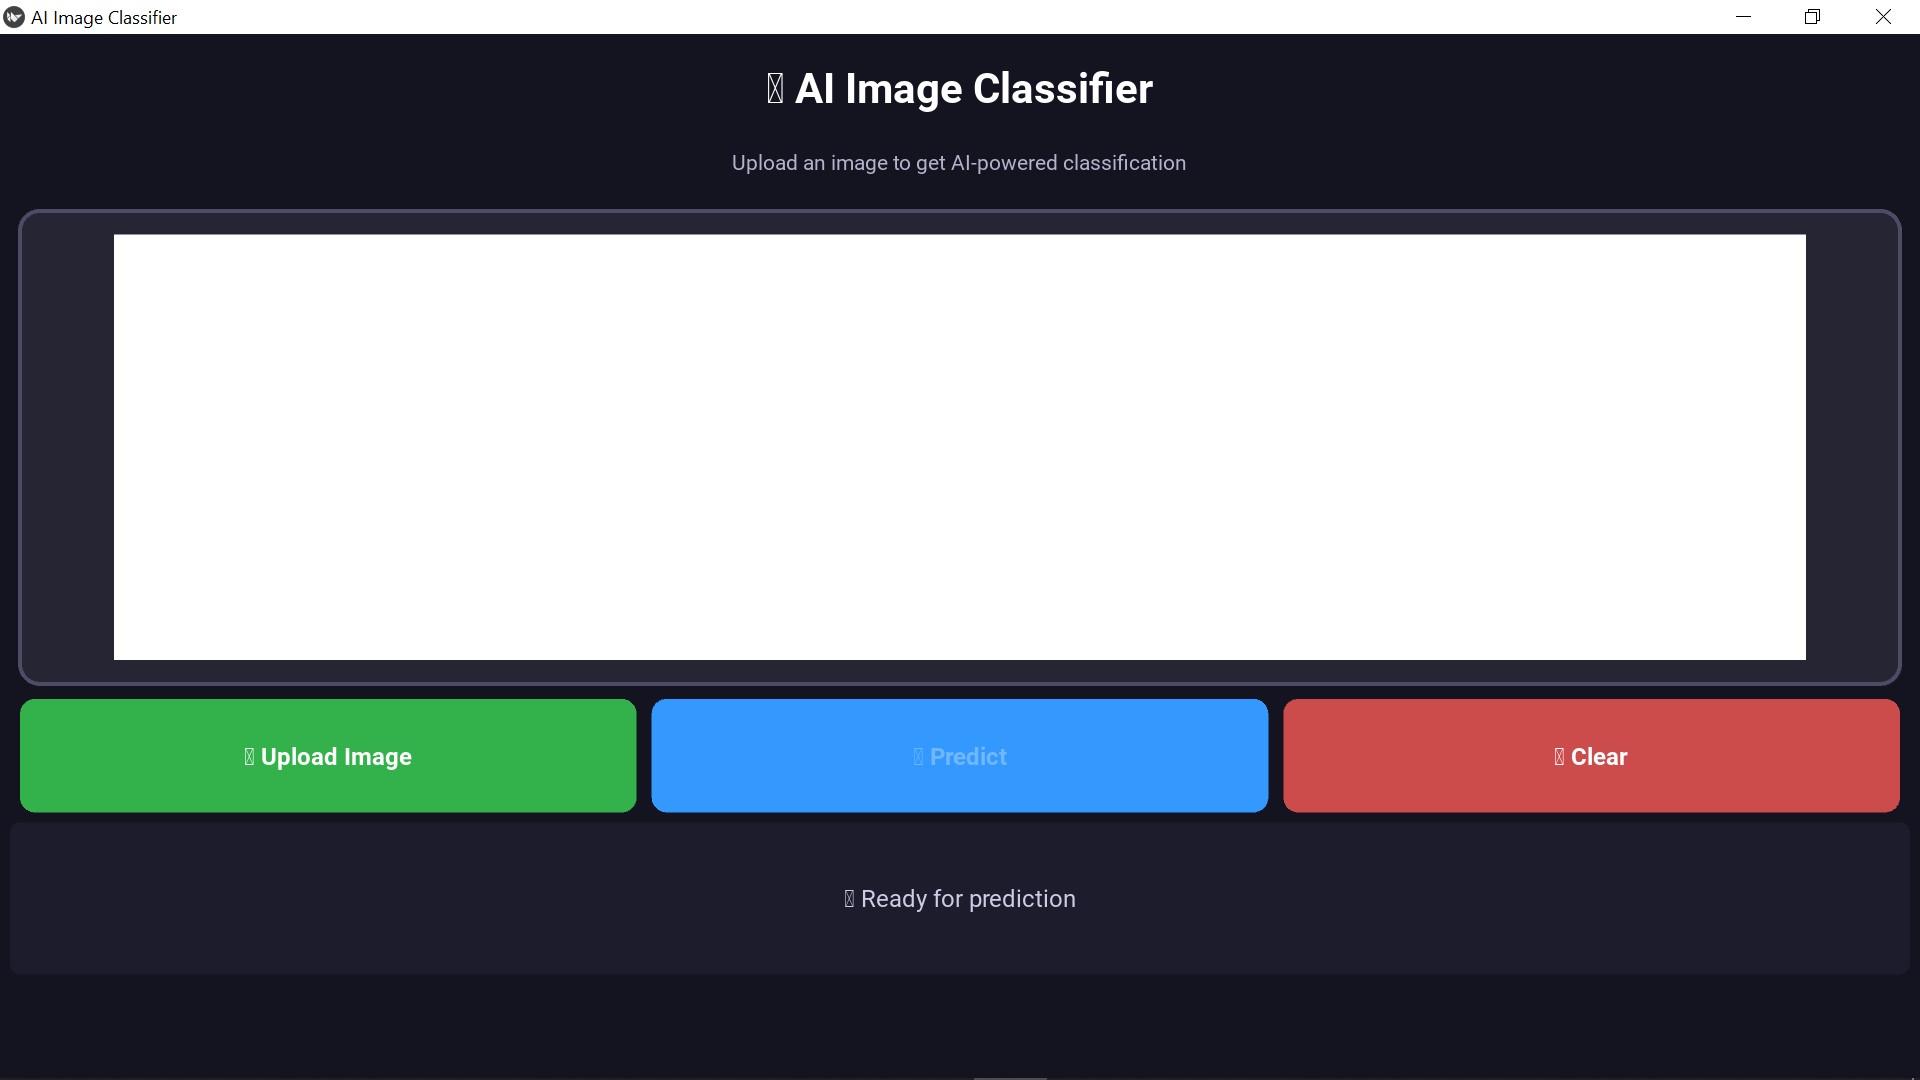 AI Image Classifier
AI Image Classifier
Upload an image to get AI-powered classification
Upload Image
Predict
Clear
Ready for prediction